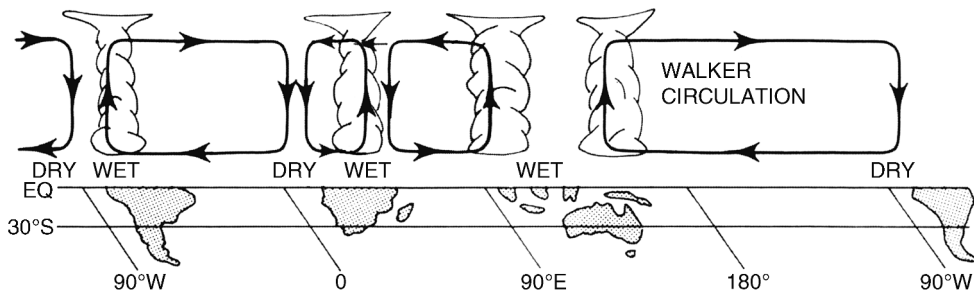 WALKER
CIRCULATION
DRY WET DRY WET WET DRY
EQ
30°S
90°W 0 90°E 180° 90°W